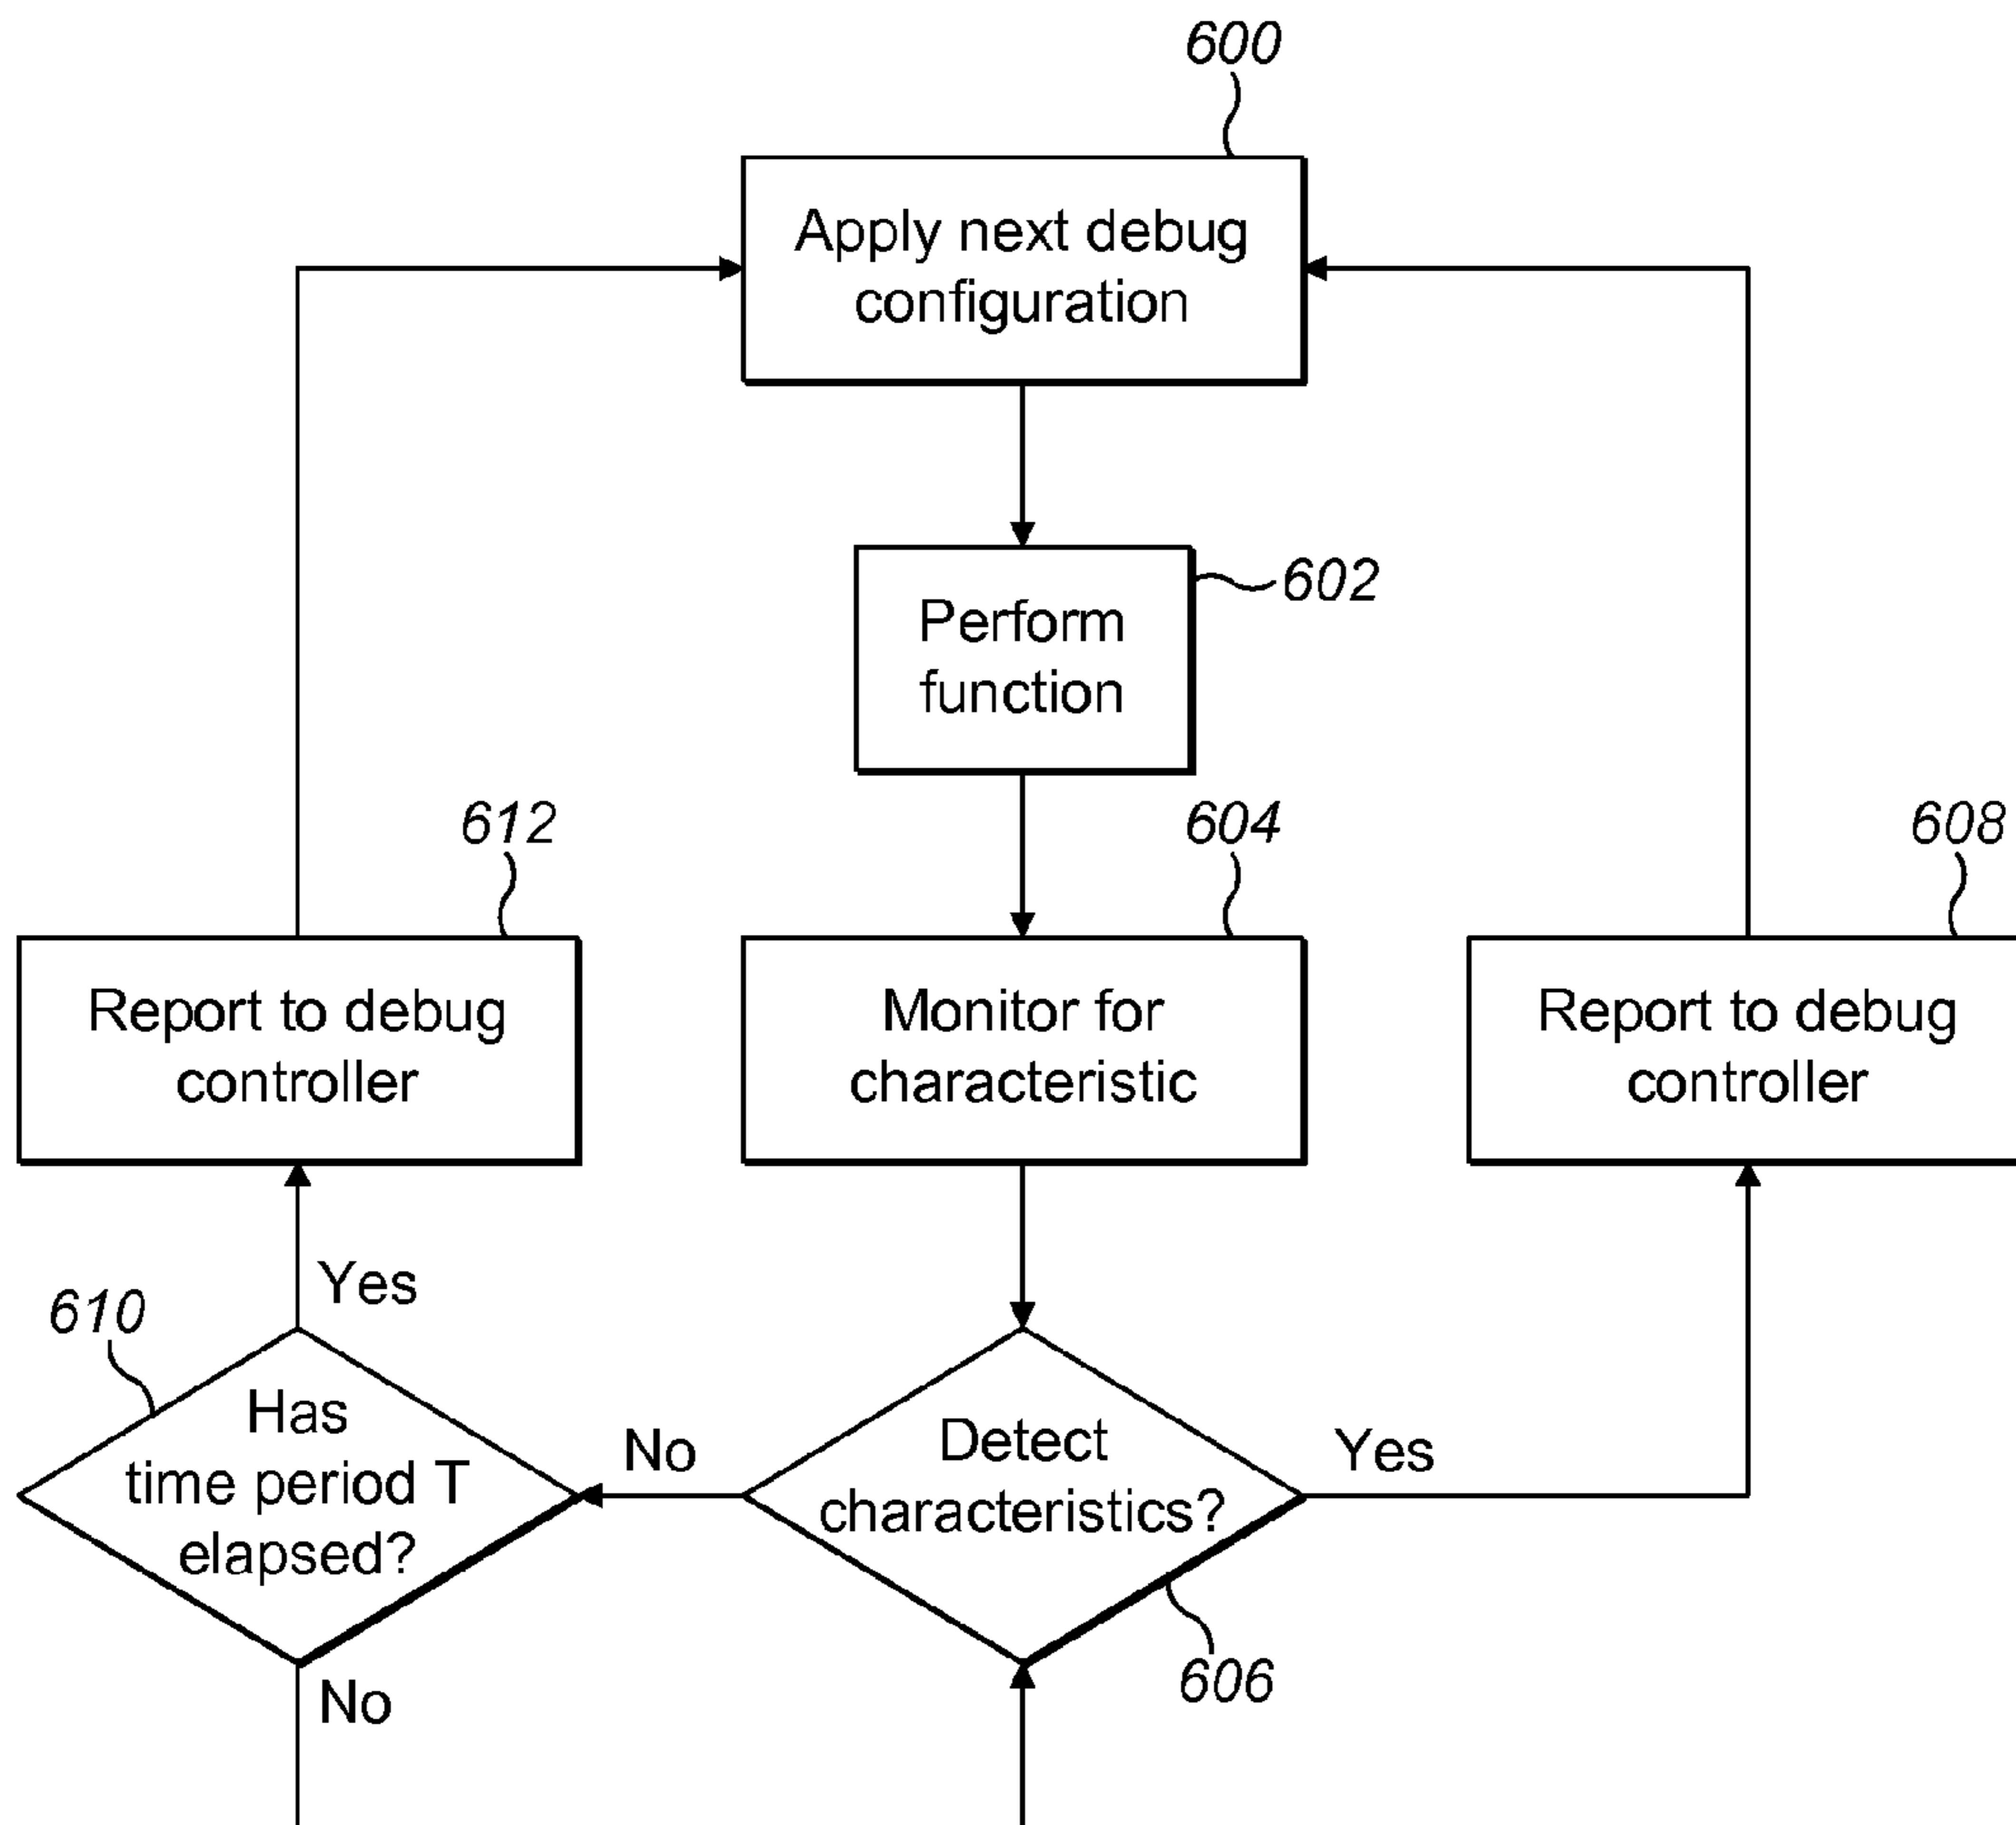 600
Apply next debug
configuration
Perform
function
602
612
604
608
Report to debug
controller
Monitor for
characteristic
Report to debug
controller
Yes
610
Has
time period T
elapsed?
No
Detect
characteristics?
Yes
606
No